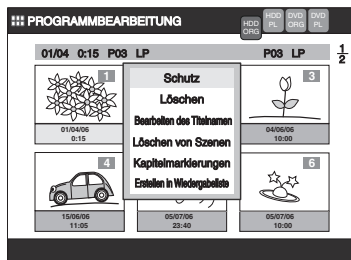 PROGRAMMBEARBEITUNG
HDD ORG
HDD PL
DVD ORG
DVD PL
01/04 0:15 P03 LP P03 LP 1/2
1
3
Schutz
Löschen
Bearbeiten des Titelnamen
Löschen von Szenen
Kapitelmarkierungen
Erstellen in Wiedergabeliste
01/04/06
0:15
04/06/06
10:00
4
6
15/06/06
11:05
05/07/06
23:40
05/07/06
10:00